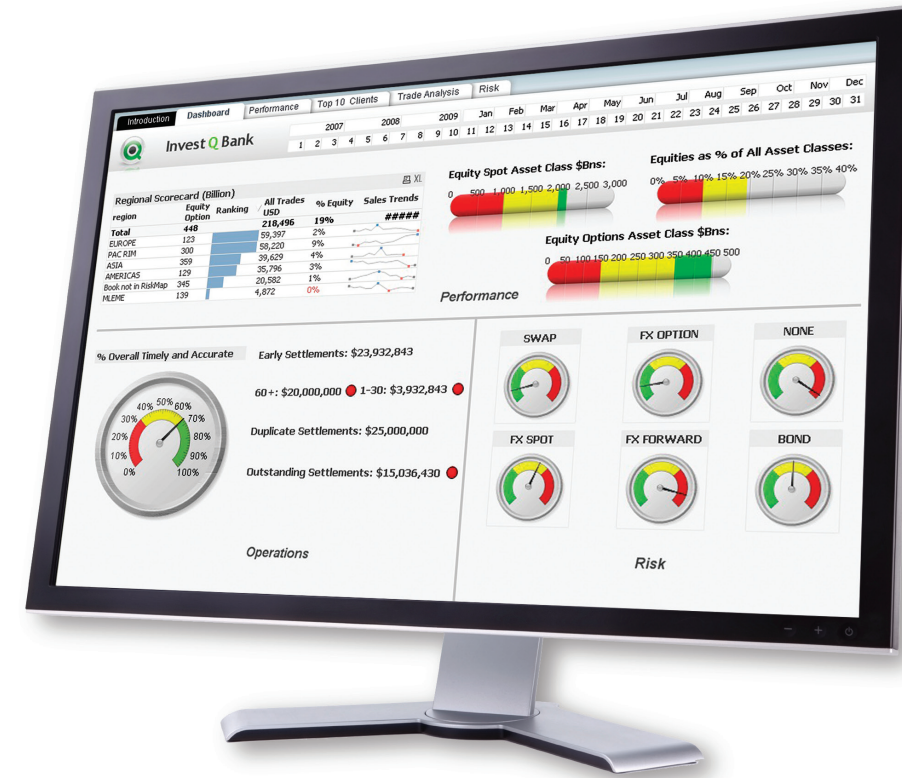 Introduction Dashboard Performance Top 10 Clients Trade Analysis Risk
Invest Q Bank
2007 2008 2009 Jan Feb Mar Apr May Jun Jul Aug Sep Oct Nov Dec
1 2 3 4 5 6 7 8 9 10 11 12 13 14 15 16 17 18 19 20 21 22 23 24 25 26 27 28 29 30 31
Regional Scorecard (Billion) XL
region Equity Option Ranking / All Trades USD % Equity Sales Trends
Total 448 218,496 19% #####
EUROPE 123 59,397 2%
PAC RIM 300 58,220 9%
ASIA 359 39,629 4%
AMERICAS 129 35,796 3%
Book not in RiskMap 345 20,582 1%
MLEME 139 4,872 0%
Equity Spot Asset Class $Bns:
0 500 1,000 1,500 2,000 2,500 3,000
Equities as % of All Asset Classes:
0% 5% 10% 15% 20% 25% 30% 35% 40%
Equity Options Asset Class $Bns:
0 50 100 150 200 250 300 350 400 450 500
Performance
% Overall Timely and Accurate
0% 10% 20% 30% 40% 50% 60% 70% 80% 90% 100%
Early Settlements: $23,932,843
60+: $20,000,000 1-30: $3,932,843
Duplicate Settlements: $25,000,000
Outstanding Settlements: $15,036,430
Operations
SWAP FX OPTION NONE
FX SPOT FX FORWARD BOND
Risk